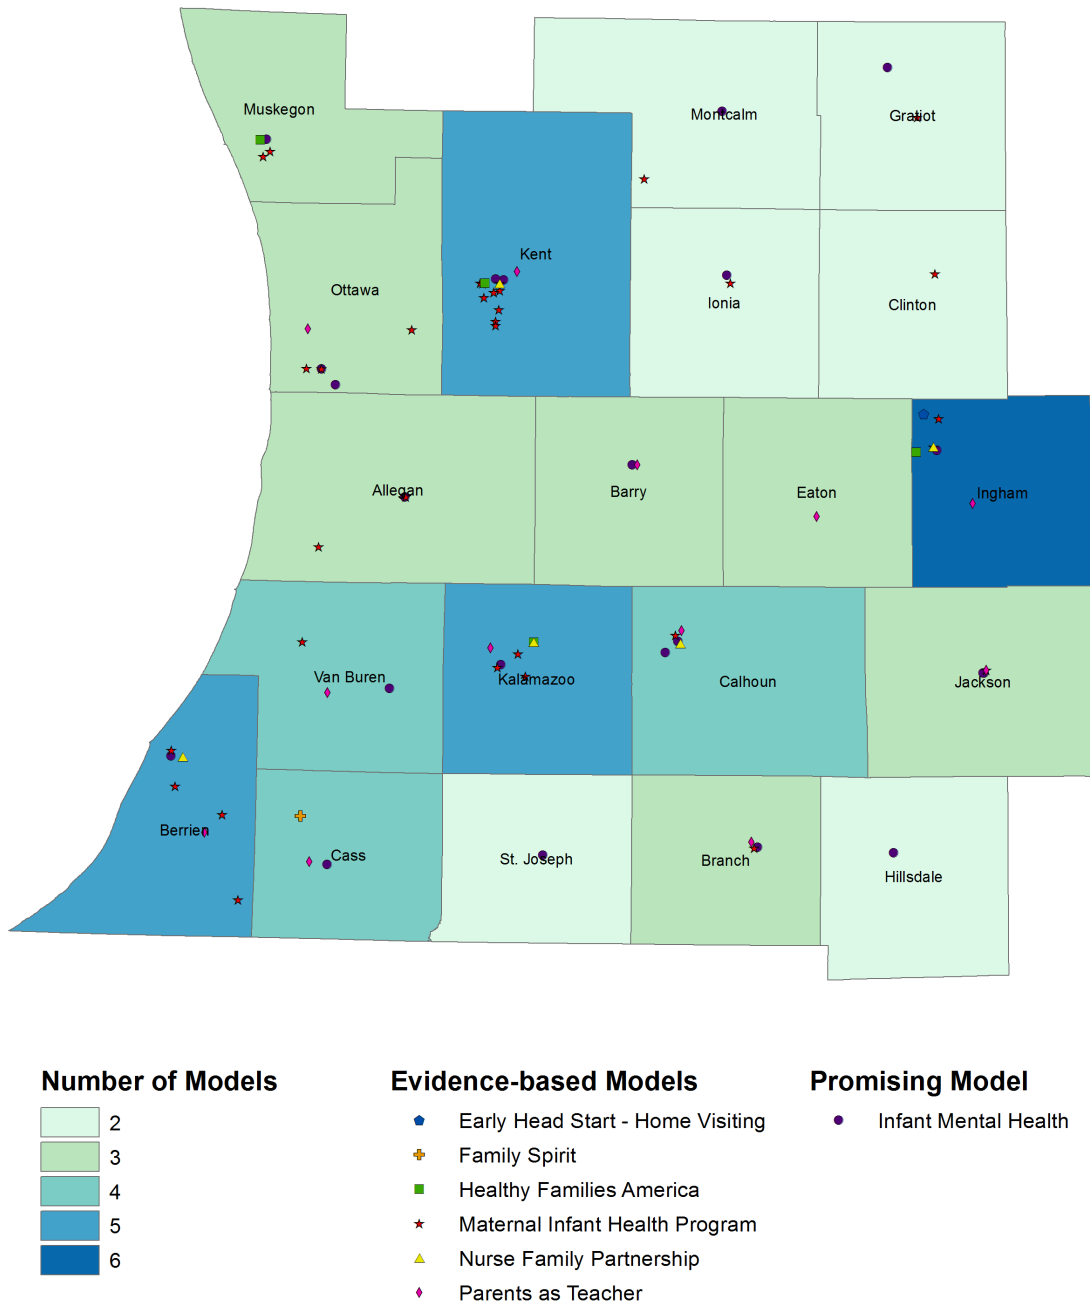 Muskegon
Montcalm
Gratiot
Kent
Ottawa
Ionia
Clinton
Allegan
Barry
Eaton
Ingham
Van Buren
Kalamazoo
Calhoun
Jackson
Berrien
Cass
St. Joseph
Branch
Hillsdale
Number of Models
2
3
4
5
6
Evidence-based Models
Early Head Start - Home Visiting
Family Spirit
Healthy Families America
Maternal Infant Health Program
Nurse Family Partnership
Parents as Teacher
Promising Model
Infant Mental Health